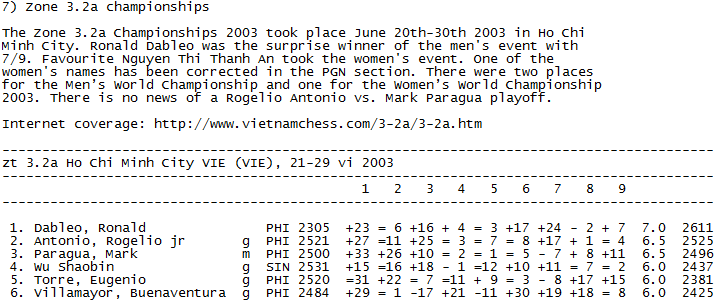 7) Zone 3.2a championships
The Zone 3.2a Championships 2003 took place June 20th-30th 2003 in Ho Chi
Minh City. Ronald Dableo was the surprise winner of the men's event with
7/9. Favourite Nguyen Thi Thanh An took the women's event. One of the
women's names has been corrected in the PGN section. There were two places
for the Men's World Championship and one for the Women's World Championship
2003. There is no news of a Rogelio Antonio vs. Mark Paragua playoff.
Internet coverage: http://www.vietnamchess.com/3-2a/3-2a.htm
---------------------------------------------------------------------------------------
zt 3.2a Ho Chi Minh City VIE (VIE), 21-29 vi 2003
---------------------------------------------------------------------------------------
1 2 3 4 5 6 7 8 9
---------------------------------------------------------------------------------------
1. Dableo, Ronald PHI 2305 +23 = 6 +16 + 4 = 3 +17 +24 - 2 + 7 7.0 2611
2. Antonio, Rogelio jr g PHI 2521 +27 =11 +25 = 3 = 7 = 8 +17 + 1 = 4 6.5 2525
3. Paragua, Mark m PHI 2500 +33 +26 +10 = 2 = 1 = 5 - 7 + 8 +11 6.5 2496
4. Wu Shaobin g SIN 2531 +15 =16 +18 - 1 =12 +10 +11 = 7 = 2 6.0 2437
5. Torre, Eugenio g PHI 2520 =31 +22 = 7 =11 + 9 = 3 - 8 +17 +15 6.0 2381
6. Villamayor, Buenaventura g PHI 2484 +29 = 1 -17 +21 -11 +30 +19 +18 = 8 6.0 2425